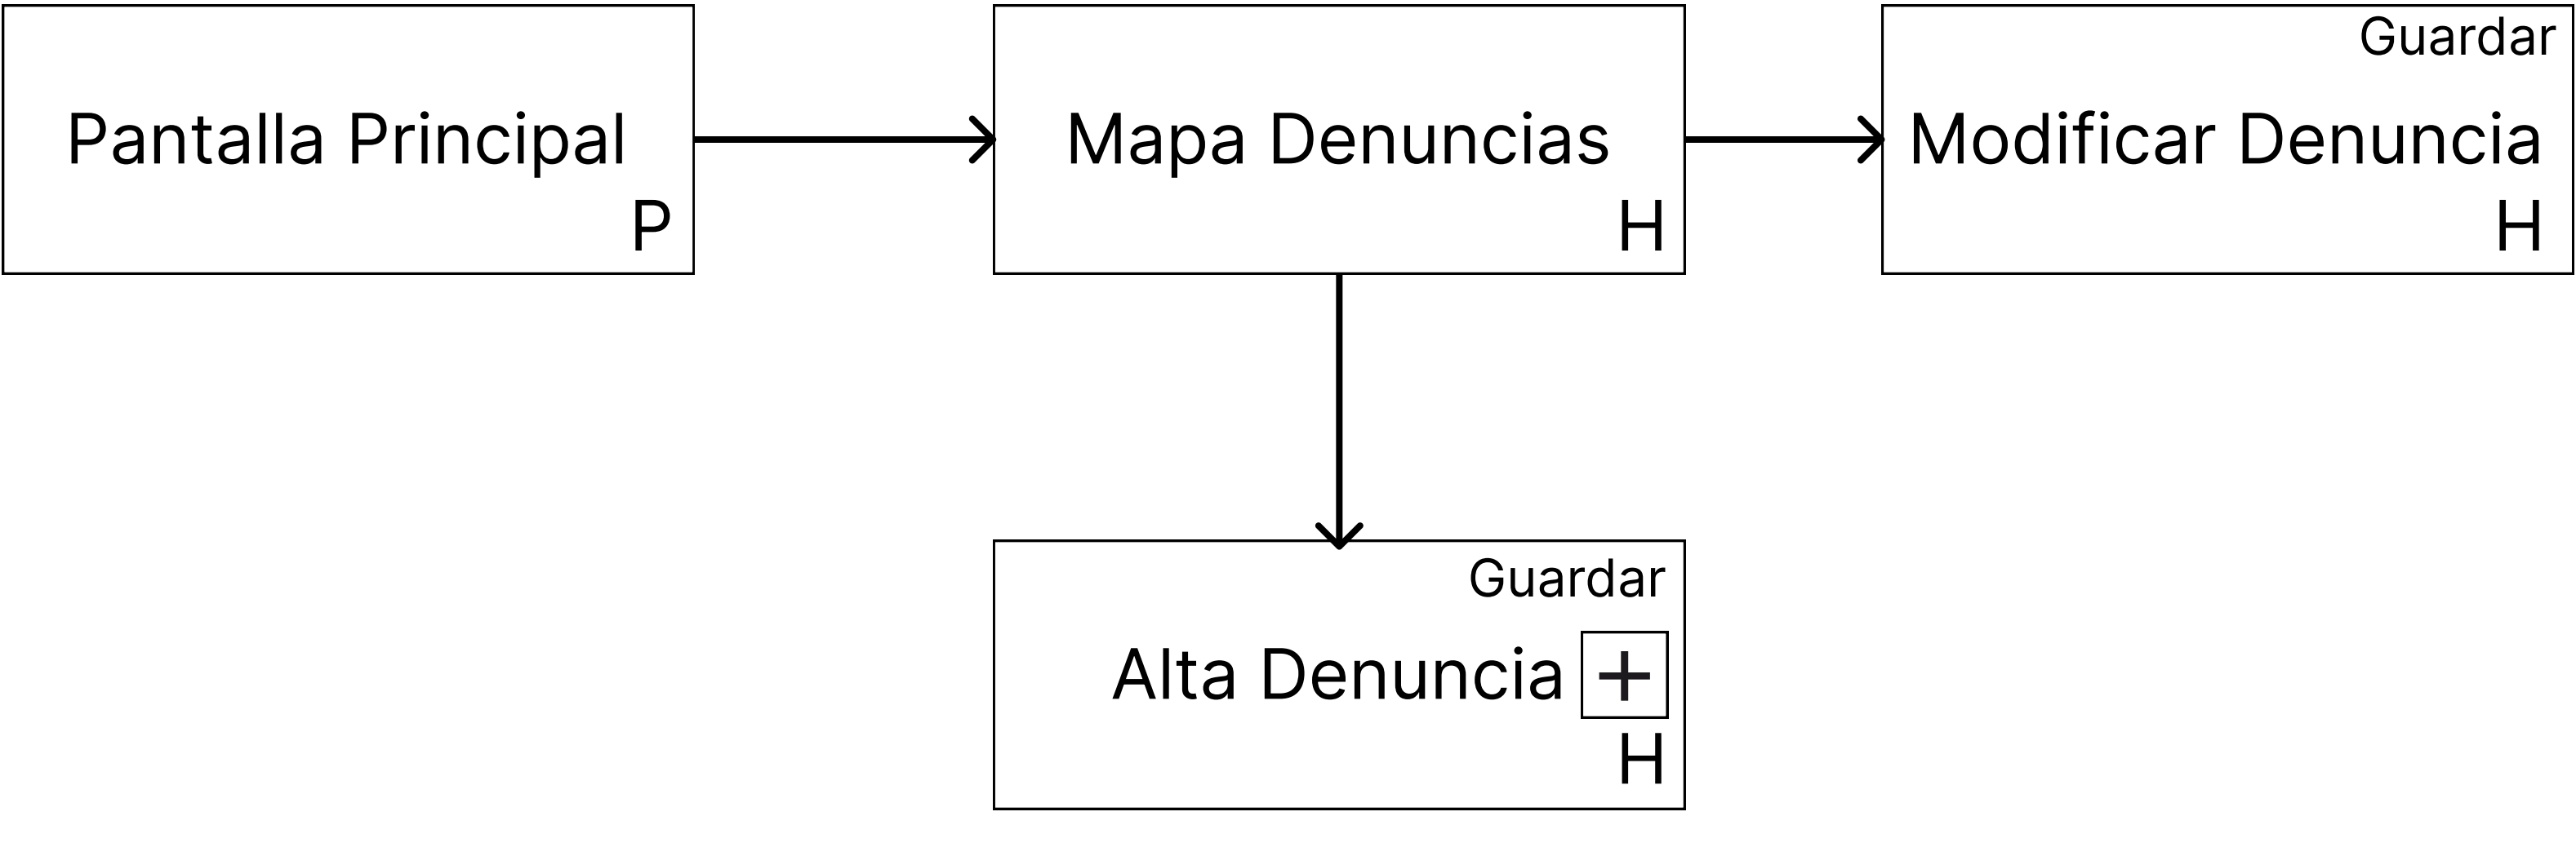 Pantalla Principal
P
Mapa Denuncias
H
Guardar
Modificar Denuncia
H
Guardar
Alta Denuncia +
H